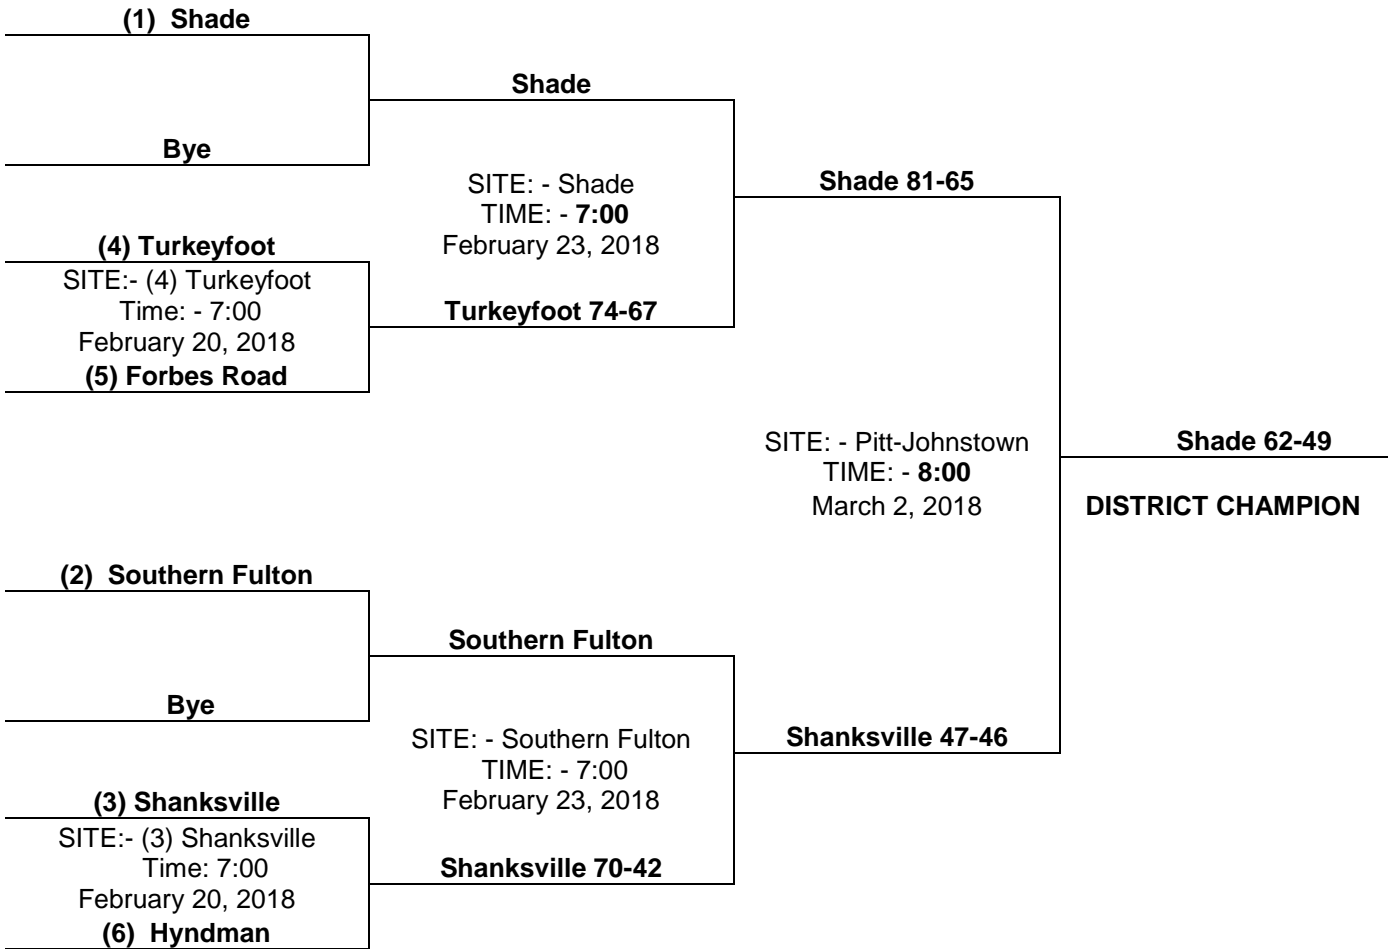 (1) Shade
Shade
Bye
SITE: - Shade
TIME: - 7:00
February 23, 2018
Shade 81-65
(4) Turkeyfoot
SITE:- (4) Turkeyfoot
Time: - 7:00
February 20, 2018
(5) Forbes Road
Turkeyfoot 74-67
SITE: - Pitt-Johnstown
TIME: - 8:00
March 2, 2018
Shade 62-49
DISTRICT CHAMPION
(2) Southern Fulton
Southern Fulton
Bye
SITE: - Southern Fulton
TIME: - 7:00
February 23, 2018
Shanksville 47-46
(3) Shanksville
SITE:- (3) Shanksville
Time: 7:00
February 20, 2018
(6) Hyndman
Shanksville 70-42